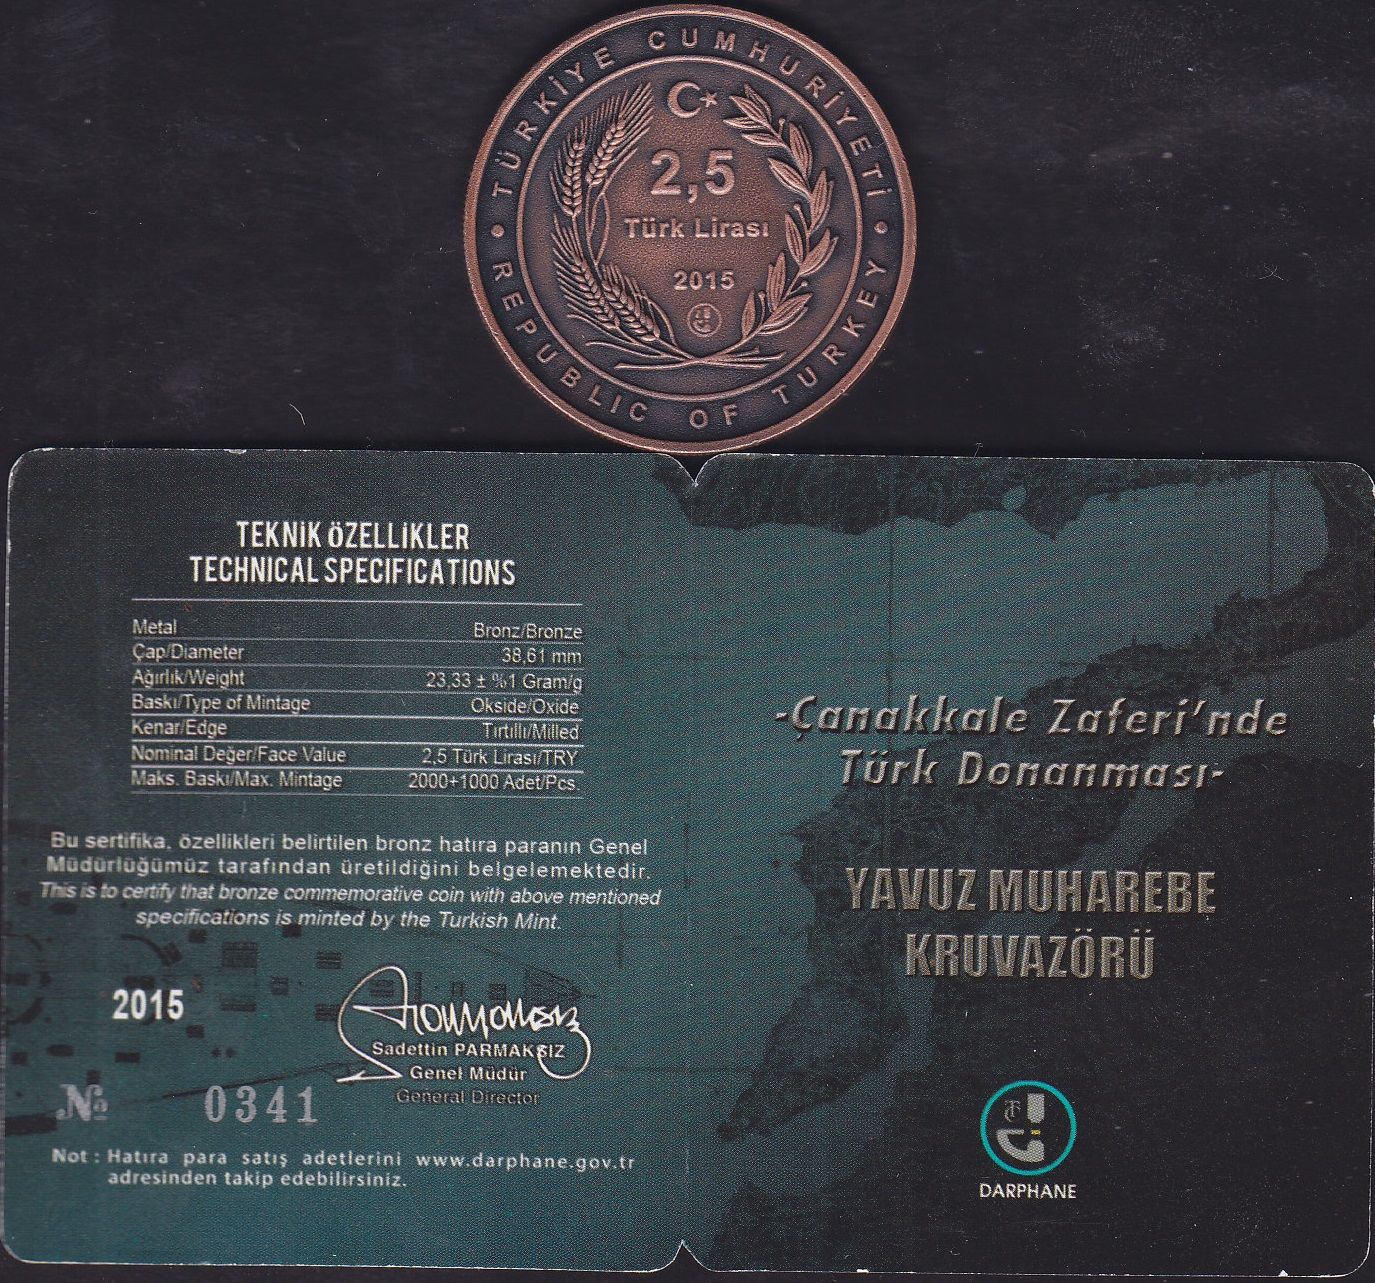 TÜRKİYE CUMHURİYETİ
2,5
Türk Lirası
2015
REPUBLIC OF TURKEY
TEKNİK ÖZELLİKLER
TECHNICAL SPECIFICATIONS
Metal Bronz/Bronze
Çap/Diameter 38,61 mm
Ağırlık/Weight 23,33 ± %1 Gram/g
Baskı/Type of Mintage Okside/Oxide
Kenar/Edge Tırtıllı/Milled
Nominal Değer/Face Value 2,5 Türk Lirası/TRY
Maks. Baskı/Max. Mintage 2000+1000 Adet/Pcs.
Bu sertifika, özellikleri belirtilen bronz hatıra paranın Genel
Müdürlüğümüz tarafından üretildiğini belgelemektedir.
This is to certify that bronze commemorative coin with above mentioned
specifications is minted by the Turkish Mint.
2015
Sadettin PARMAKSIZ
Genel Müdür
General Director
№ 0341
Not : Hatıra para satış adetlerini www.darphane.gov.tr
adresinden takip edebilirsiniz.
-Çanakkale Zaferi'nde
Türk Donanması-
YAVUZ MUHAREBE
KRUVAZÖRÜ
DARPHANE